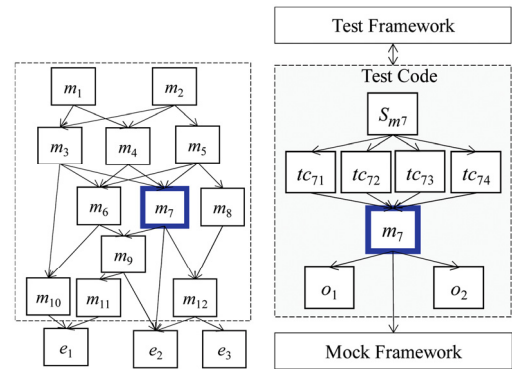 Test Framework
Test Code
m1 m2
m3 m4 m5
m6 m7 m8
m9
m10 m11 m12
e1 e2 e3
Sm7
tc71 tc72 tc73 tc74
m7
o1 o2
Mock Framework